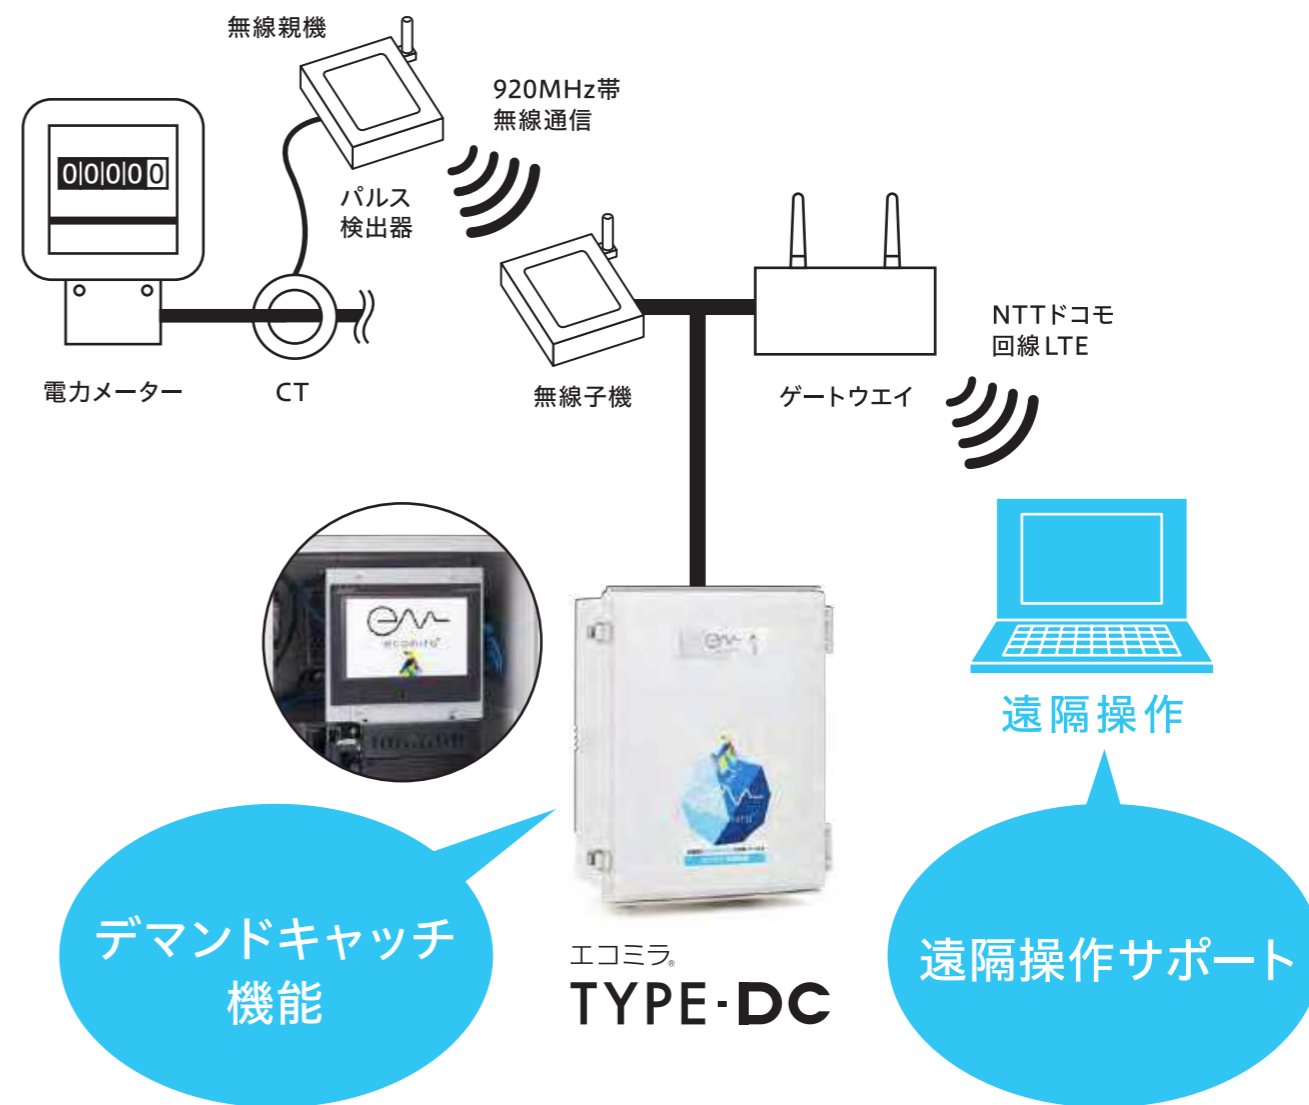 無線親機
920MHz帯
無線通信
00000
パルス
検出器
NTTドコモ
回線LTE
電力メーター
CT
無線子機
ゲートウエイ
ecomira
遠隔操作
デマンドキャッチ
機能
遠隔操作サポート
エコミラ®
TYPE-DC